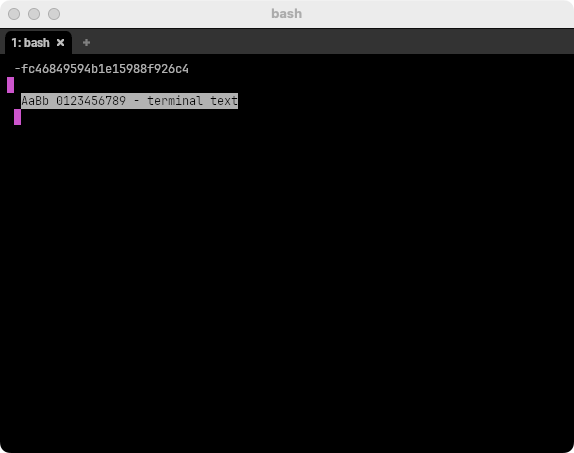 bash
1: bash × +
-fc46849594b1e15988f926c4
AaBb 0123456789 - terminal text